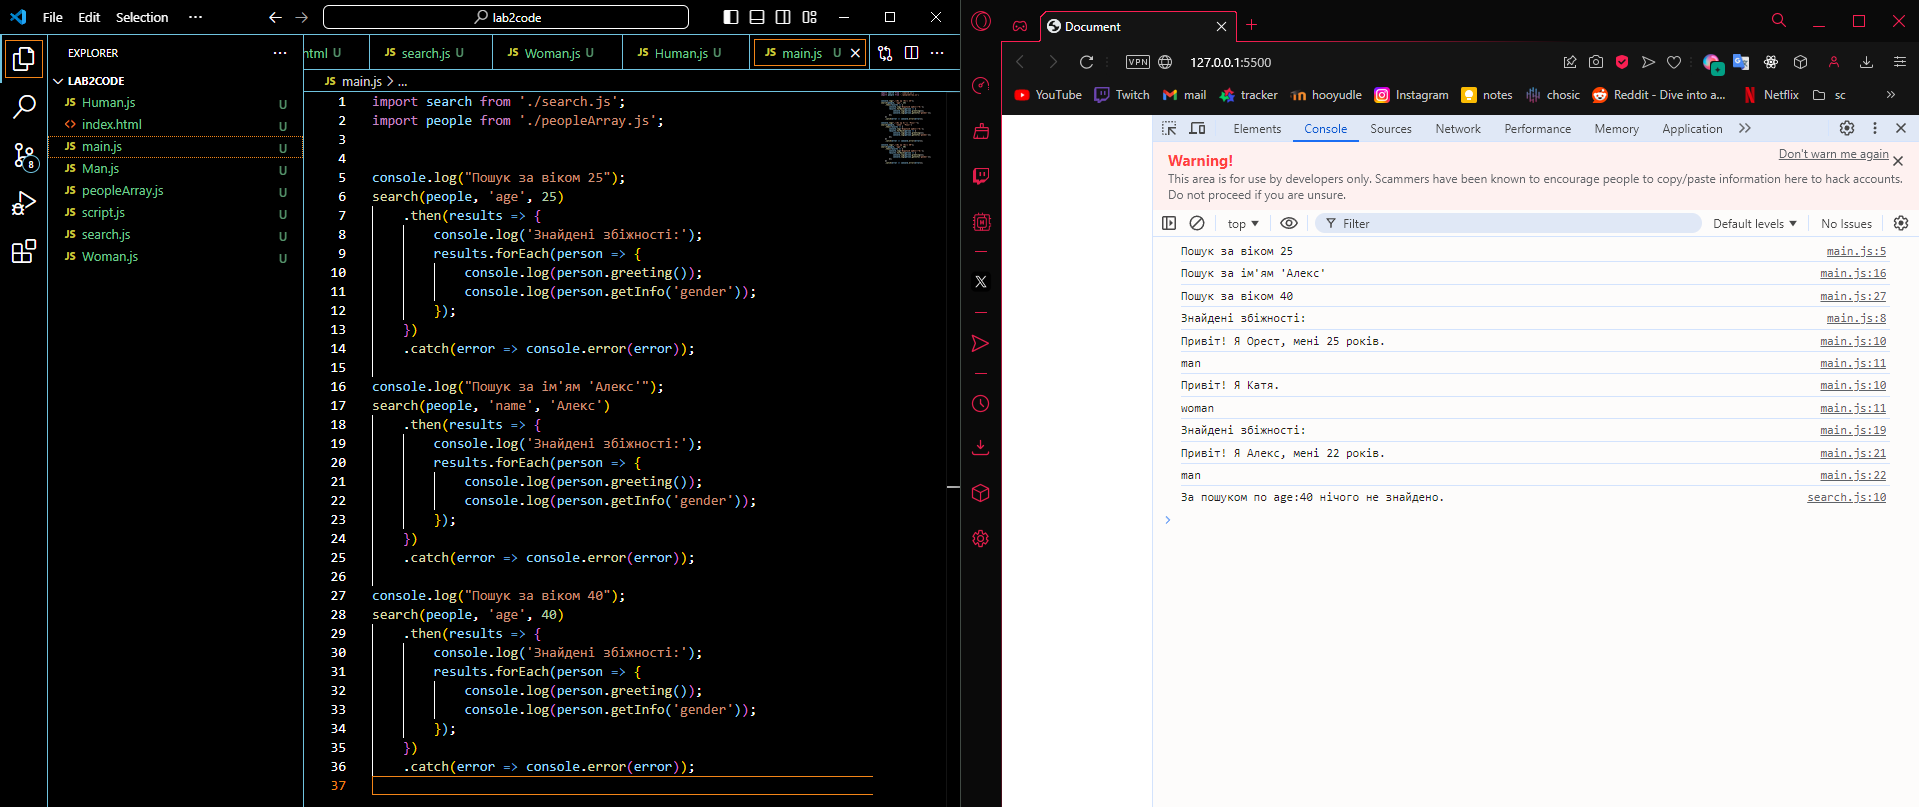 File Edit Selection ··· lab2code
EXPLORER ···
LAB2CODE
JS Human.js U
<> index.html U
JS main.js U
JS Man.js U
JS peopleArray.js U
JS script.js U
JS search.js U
JS Woman.js U
8
html U JS search.js U JS Woman.js U JS Human.js U JS main.js U ···
JS main.js > ...
1 import search from './search.js';
2 import people from './peopleArray.js';
3
4
5 console.log("Пошук за віком 25");
6 search(people, 'age', 25)
7 .then(results => {
8 console.log('Знайдені збіжності:');
9 results.forEach(person => {
10 console.log(person.greeting());
11 console.log(person.getInfo('gender'));
12 });
13 })
14 .catch(error => console.error(error));
15
16 console.log("Пошук за ім'ям 'Алекс'");
17 search(people, 'name', 'Алекс')
18 .then(results => {
19 console.log('Знайдені збіжності:');
20 results.forEach(person => {
21 console.log(person.greeting());
22 console.log(person.getInfo('gender'));
23 });
24 })
25 .catch(error => console.error(error));
26
27 console.log("Пошук за віком 40");
28 search(people, 'age', 40)
29 .then(results => {
30 console.log('Знайдені збіжності:');
31 results.forEach(person => {
32 console.log(person.greeting());
33 console.log(person.getInfo('gender'));
34 });
35 })
36 .catch(error => console.error(error));
37
Document
VPN 127.0.0.1:5500
YouTube Twitch mail tracker hooyudle Instagram notes chosic Reddit - Dive into a... Netflix sc »
Elements Console Sources Network Performance Memory Application »
Warning! Don't warn me again
This area is for use by developers only. Scammers have been known to encourage people to copy/paste information here to hack accounts.
Do not proceed if you are unsure.
top Filter Default levels No Issues
Пошук за віком 25 main.js:5
Пошук за ім'ям 'Алекс' main.js:16
Пошук за віком 40 main.js:27
Знайдені збіжності: main.js:8
Привіт! Я Орест, мені 25 років. main.js:10
man main.js:11
Привіт! Я Катя. main.js:10
woman main.js:11
Знайдені збіжності: main.js:19
Привіт! Я Алекс, мені 22 років. main.js:21
man main.js:22
За пошуком по age:40 нічого не знайдено. search.js:10